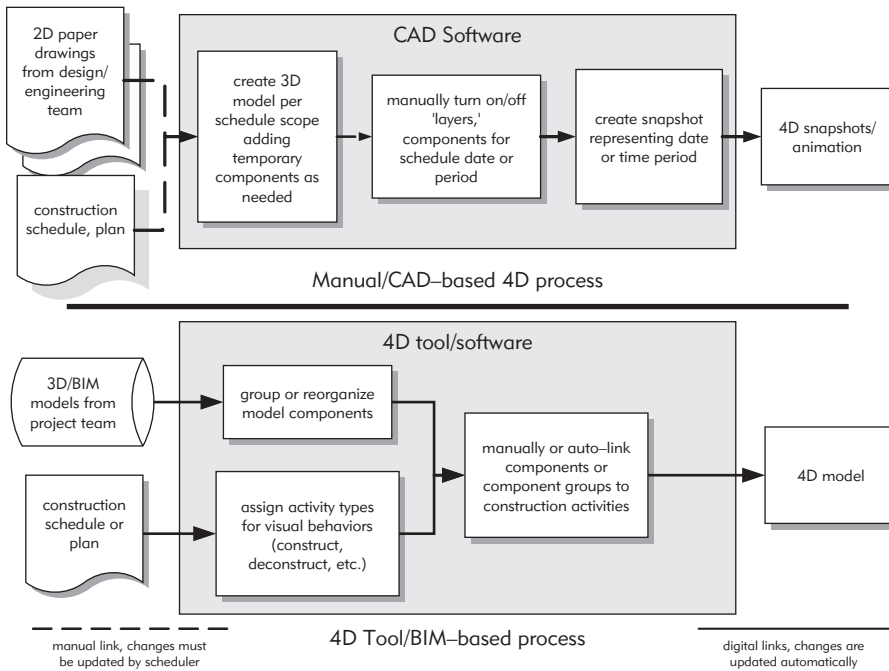 2D paper
drawings
from design/
engineering
team
construction
schedule, plan
CAD Software
create 3D
model per
schedule scope
adding
temporary
components as
needed
manually turn on/off
'layers,'
components for
schedule date or
period
create snapshot
representing date
or time period
4D snapshots/
animation
Manual/CAD–based 4D process
4D tool/software
3D/BIM
models from
project team
group or reorganize
model components
construction
schedule or
plan
assign activity types
for visual behaviors
(construct,
deconstruct, etc.)
manually or auto–link
components or
component groups to
construction activities
4D model
manual link, changes must
be updated by scheduler
4D Tool/BIM–based process
digital links, changes are
updated automatically